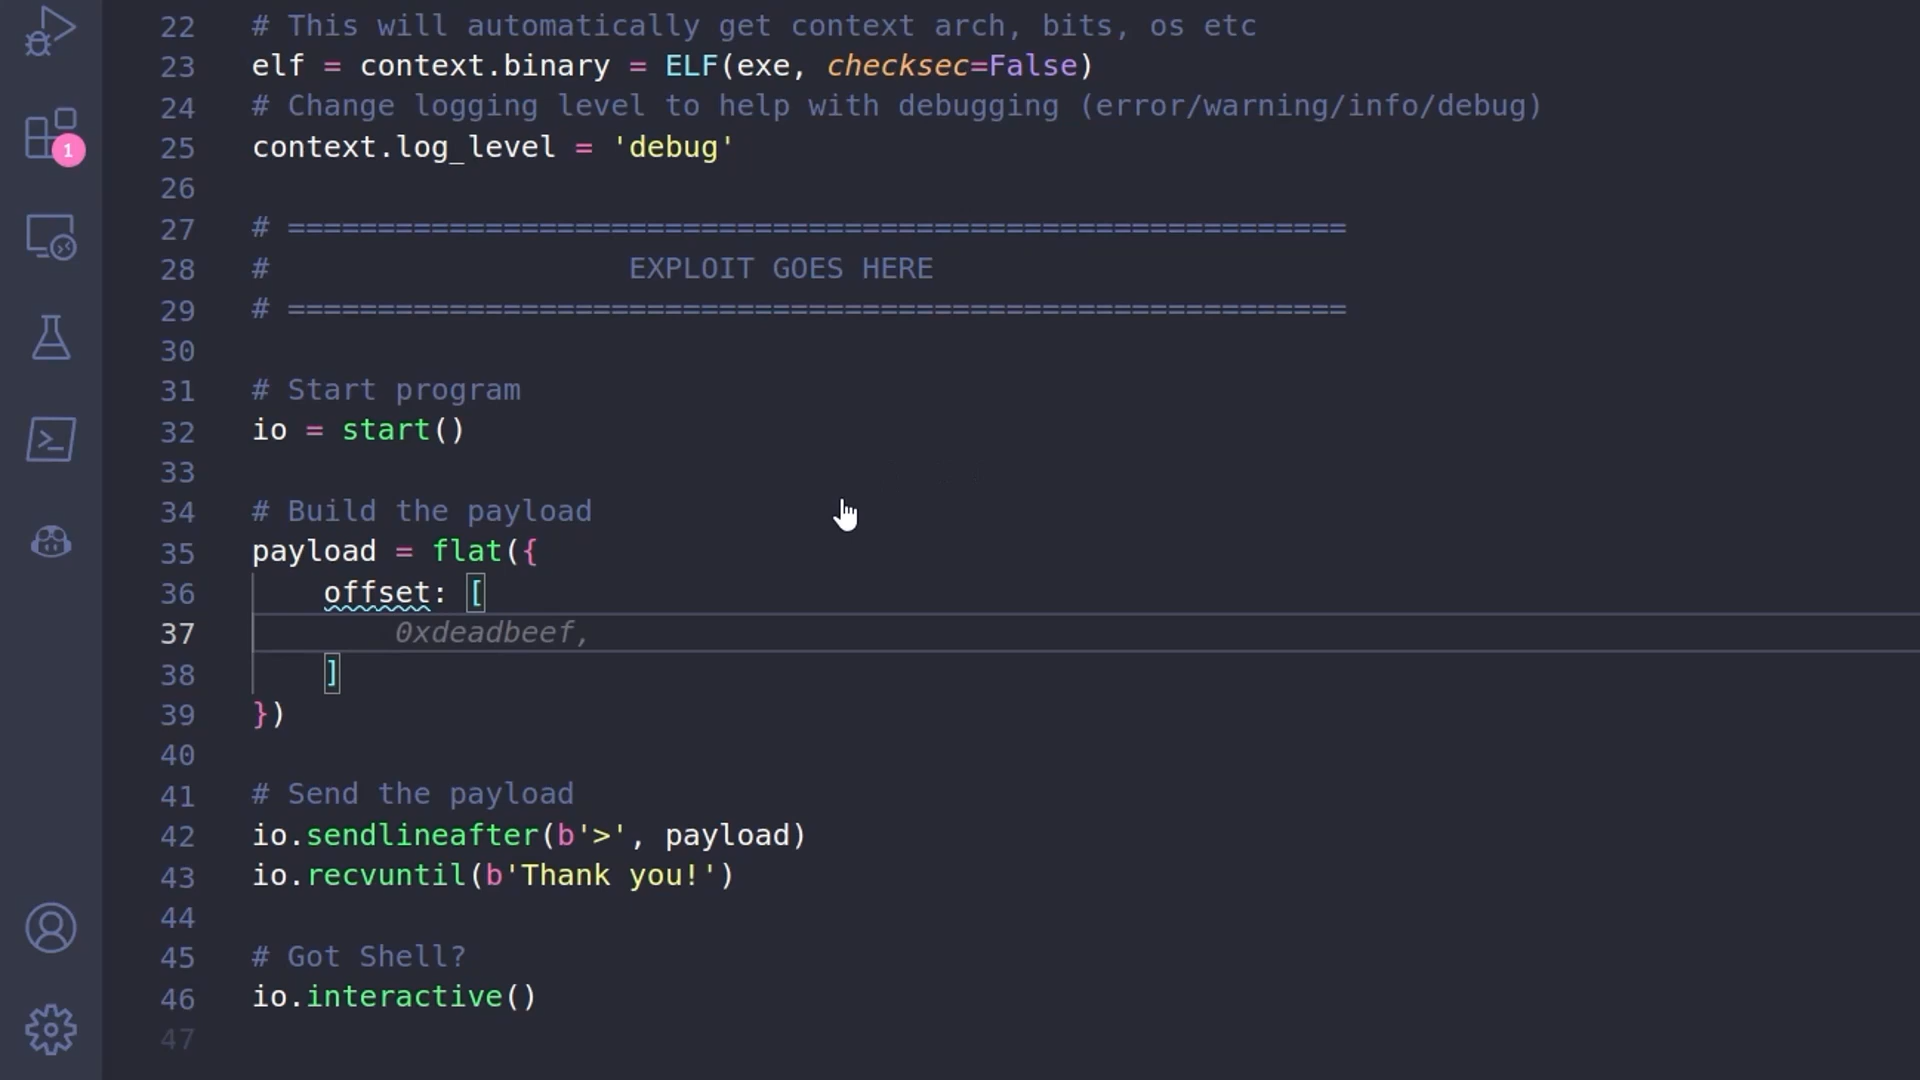 22 # This will automatically get context arch, bits, os etc
23 elf = context.binary = ELF(exe, checksec=False)
24 # Change logging level to help with debugging (error/warning/info/debug)
25 context.log_level = 'debug'
26
27 # ===========================================================
28 #                    EXPLOIT GOES HERE
29 # ===========================================================
30
31 # Start program
32 io = start()
33
34 # Build the payload
35 payload = flat({
36     offset: [
37         0xdeadbeef,
38     ]
39 })
40
41 # Send the payload
42 io.sendlineafter(b'>', payload)
43 io.recvuntil(b'Thank you!')
44
45 # Got Shell?
46 io.interactive()
47
1